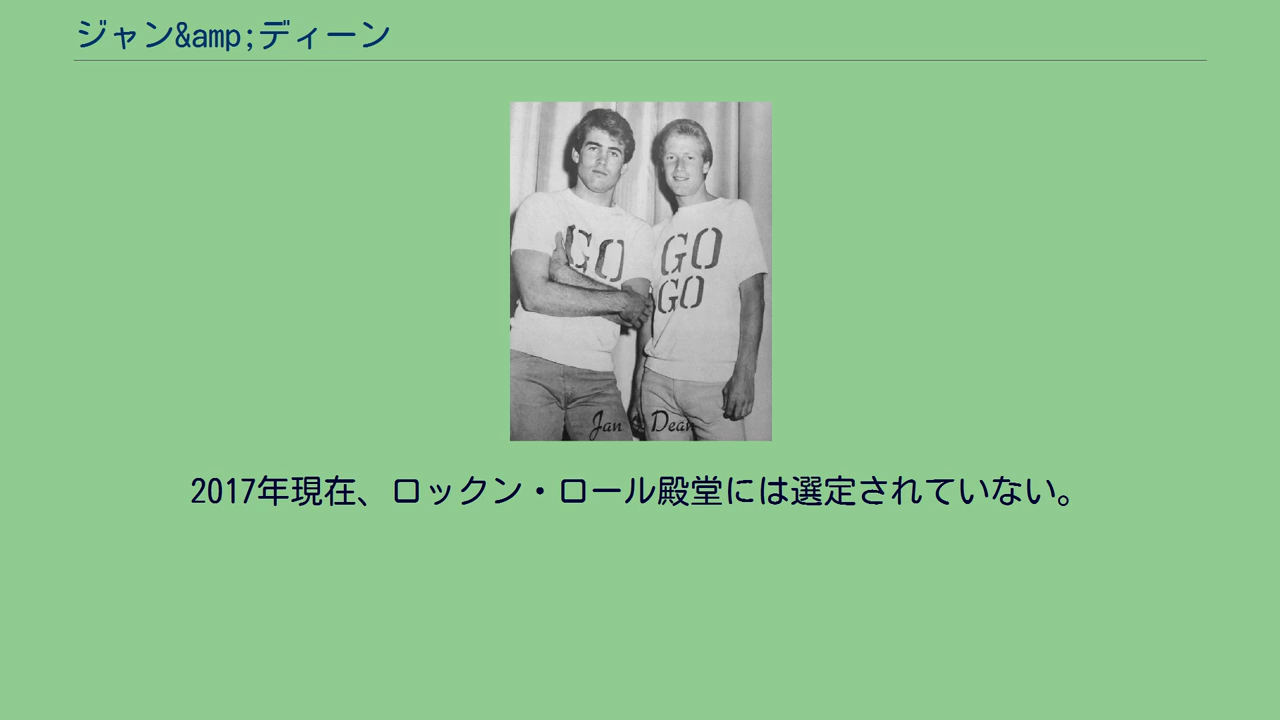 ジャン&amp;ディーン
GO GO
GO
Jan & Dean
2017年現在、ロックン・ロール殿堂には選定されていない。